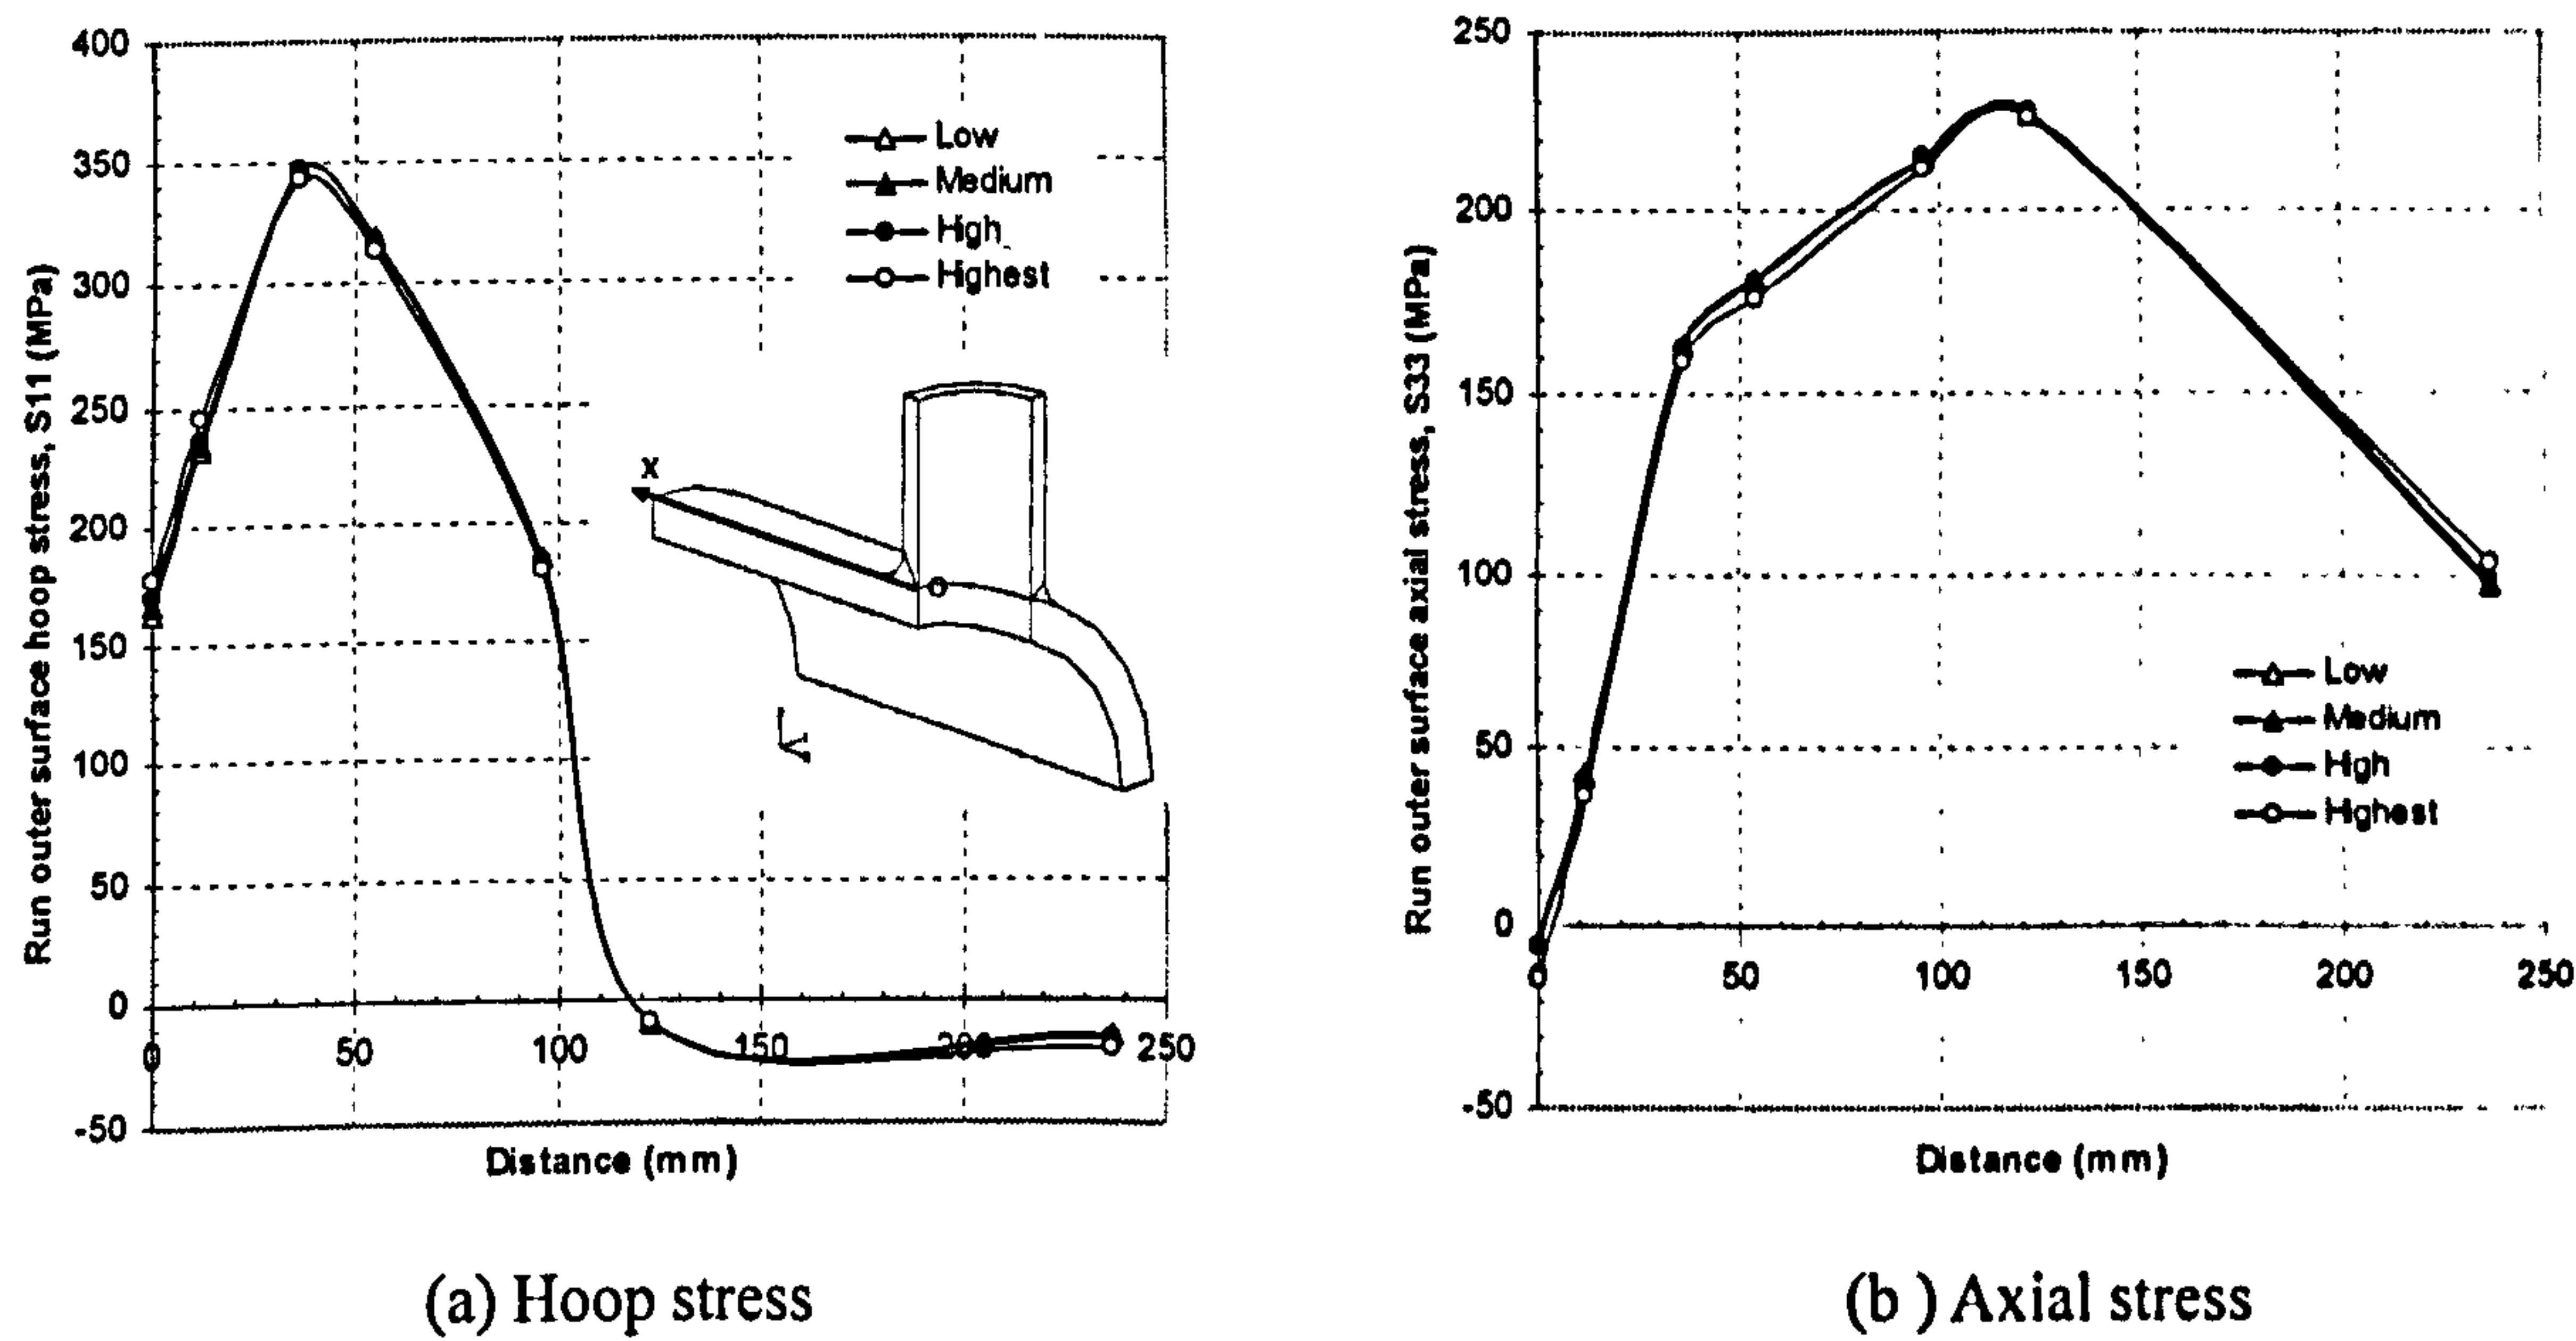 Run outer surface hoop stress, S11 (MPa)
400
350
300
250
200
150
100
50
0
-50
0
50
100
150
200
250
Distance (mm)
Low
Medium
High
Highest
X
O
(a) Hoop stress
Run outer surface axial stress, S33 (MPa)
250
200
150
100
50
0
-50
0
50
100
150
200
250
Distance (mm)
Low
Medium
High
Highest
(b ) Axial stress